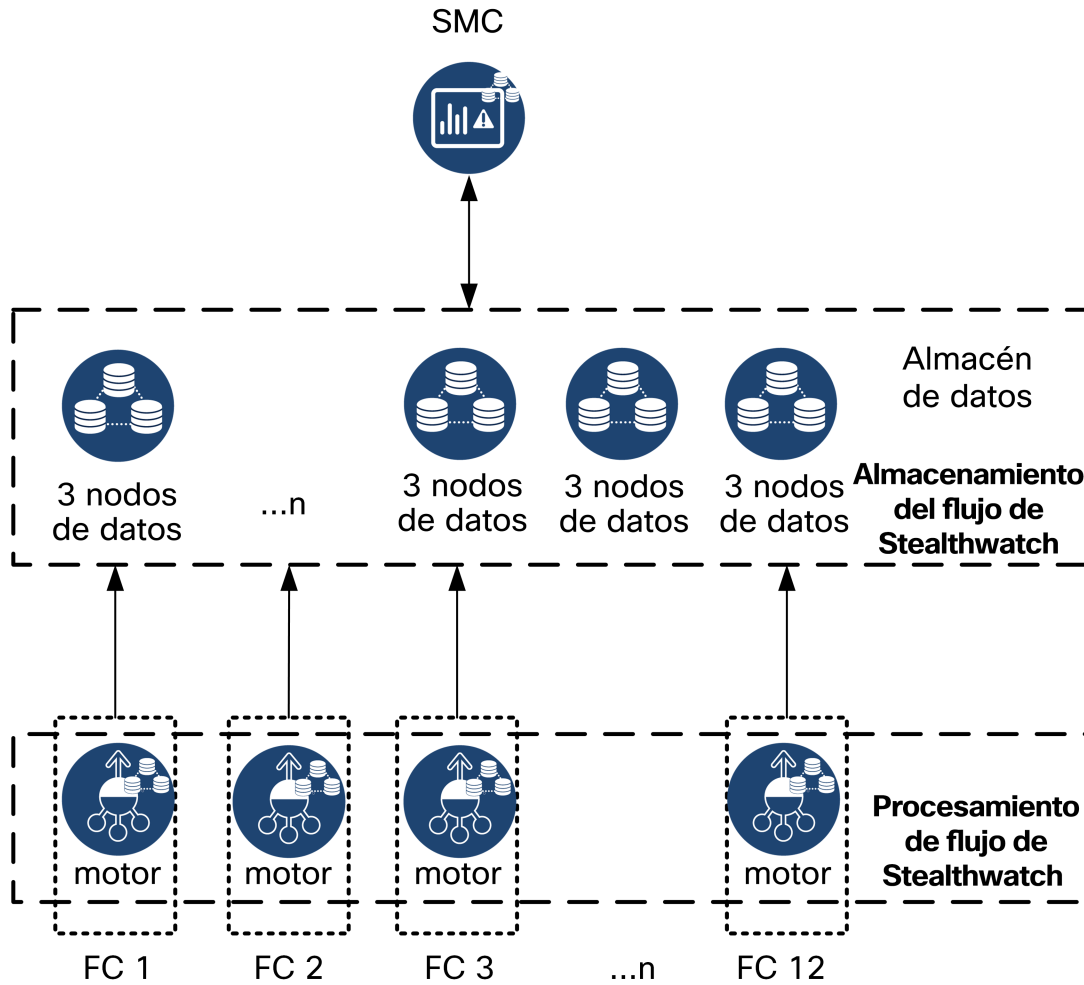 SMC
Almacén
de datos
3 nodos
de datos
...n
3 nodos
de datos
3 nodos
de datos
3 nodos
de datos
Almacenamiento
del flujo de
Stealthwatch
motor
motor
motor
motor
Procesamiento
de flujo de
Stealthwatch
FC 1
FC 2
FC 3
...n
FC 12